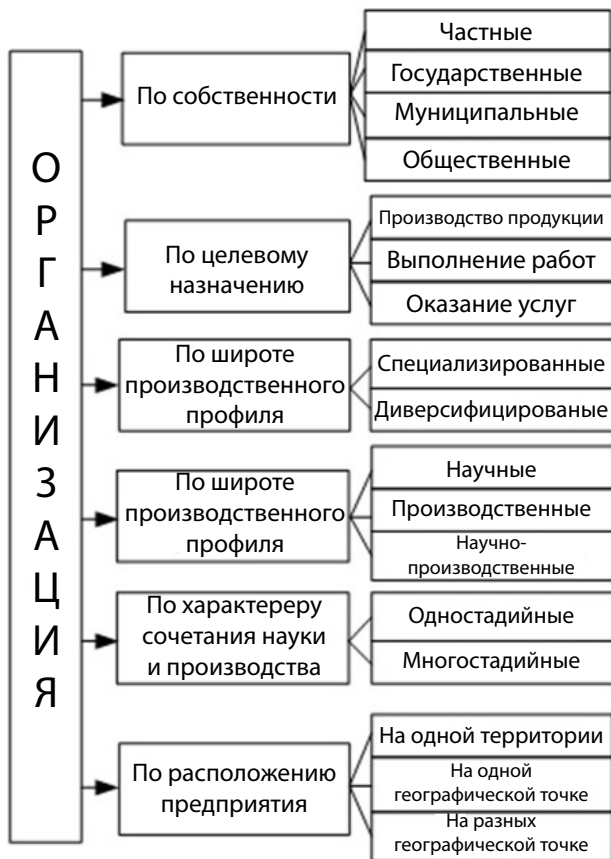 ОРГАНИЗАЦИЯ
По собственности
Частные
Государственные
Муниципальные
Общественные
По целевому
назначению
Производство продукции
Выполнение работ
Оказание услуг
По широте
производственного
профиля
Специализированные
Диверсифицированые
По широте
производственного
профиля
Научные
Производственные
Научно-
производственные
По характереру
сочетания науки
и производства
Одностадийные
Многостадийные
По расположению
предприятия
На одной территории
На одной
географической точке
На разных
географической точке